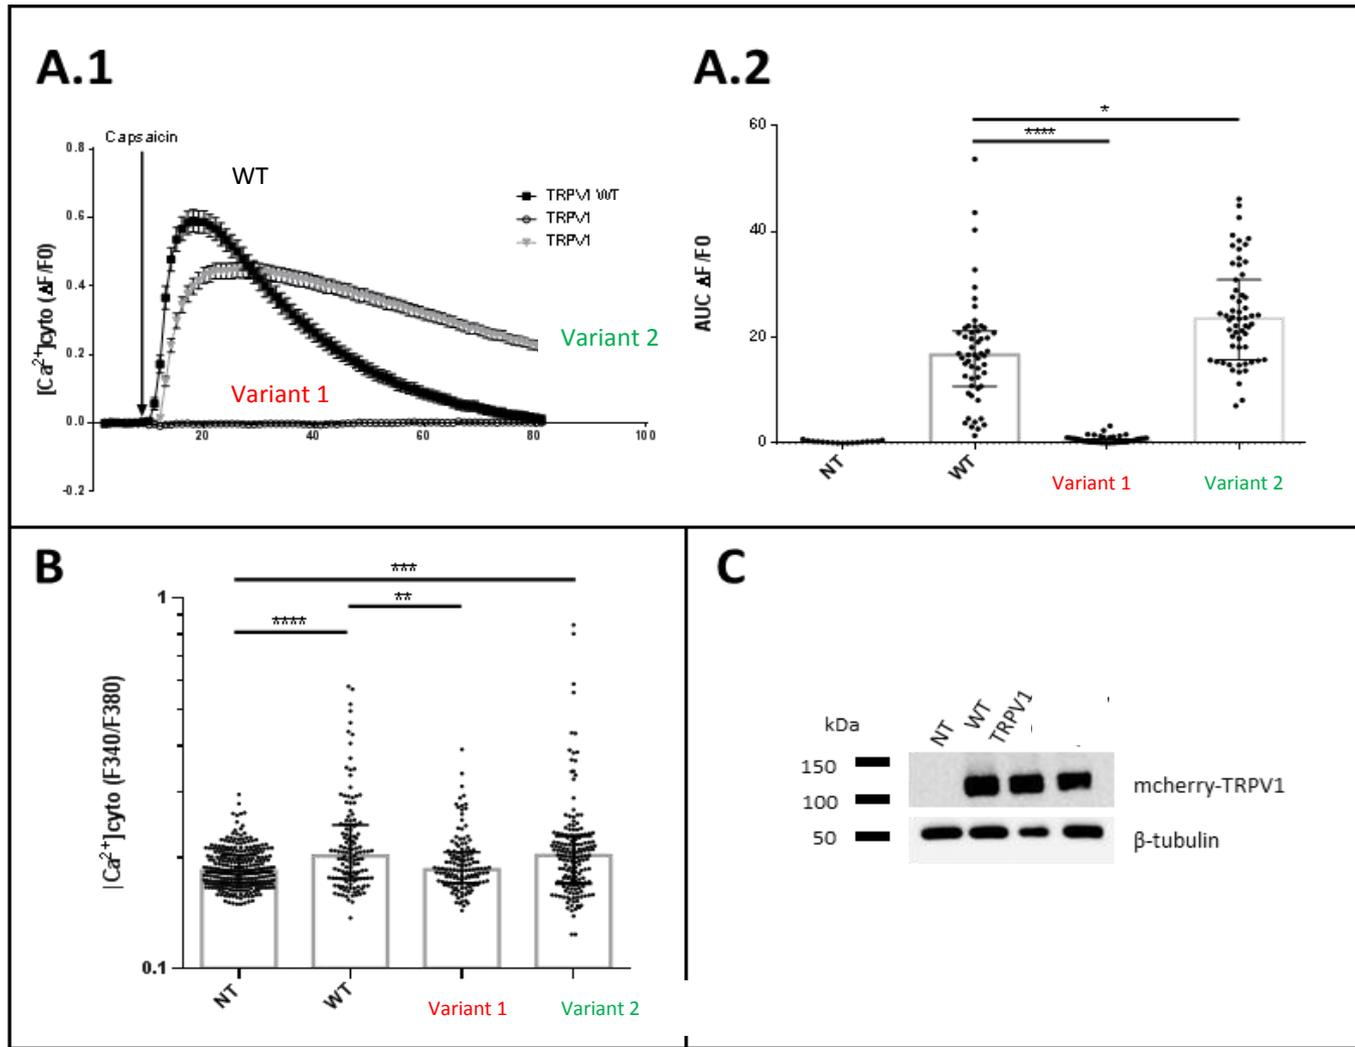 A.1
Capsaicin
WT
TRPV1 WT
TRPV1
TRPV1
[Ca2+]cyto (ΔF/F0)
0.8
0.6
0.4
0.2
0.0
-0.2
20
40
60
80
100
Variant 1
Variant 2
A.2
AUC ΔF/F0
60
40
20
0
*
****
NT
WT
Variant 1
Variant 2
B
|Ca2+]cyto (F340/F380)
1
0.1
***
**
****
NT
WT
Variant 1
Variant 2
C
kDa
NT
WT
TRPV1
150
100
50
mcherry-TRPV1
β-tubulin